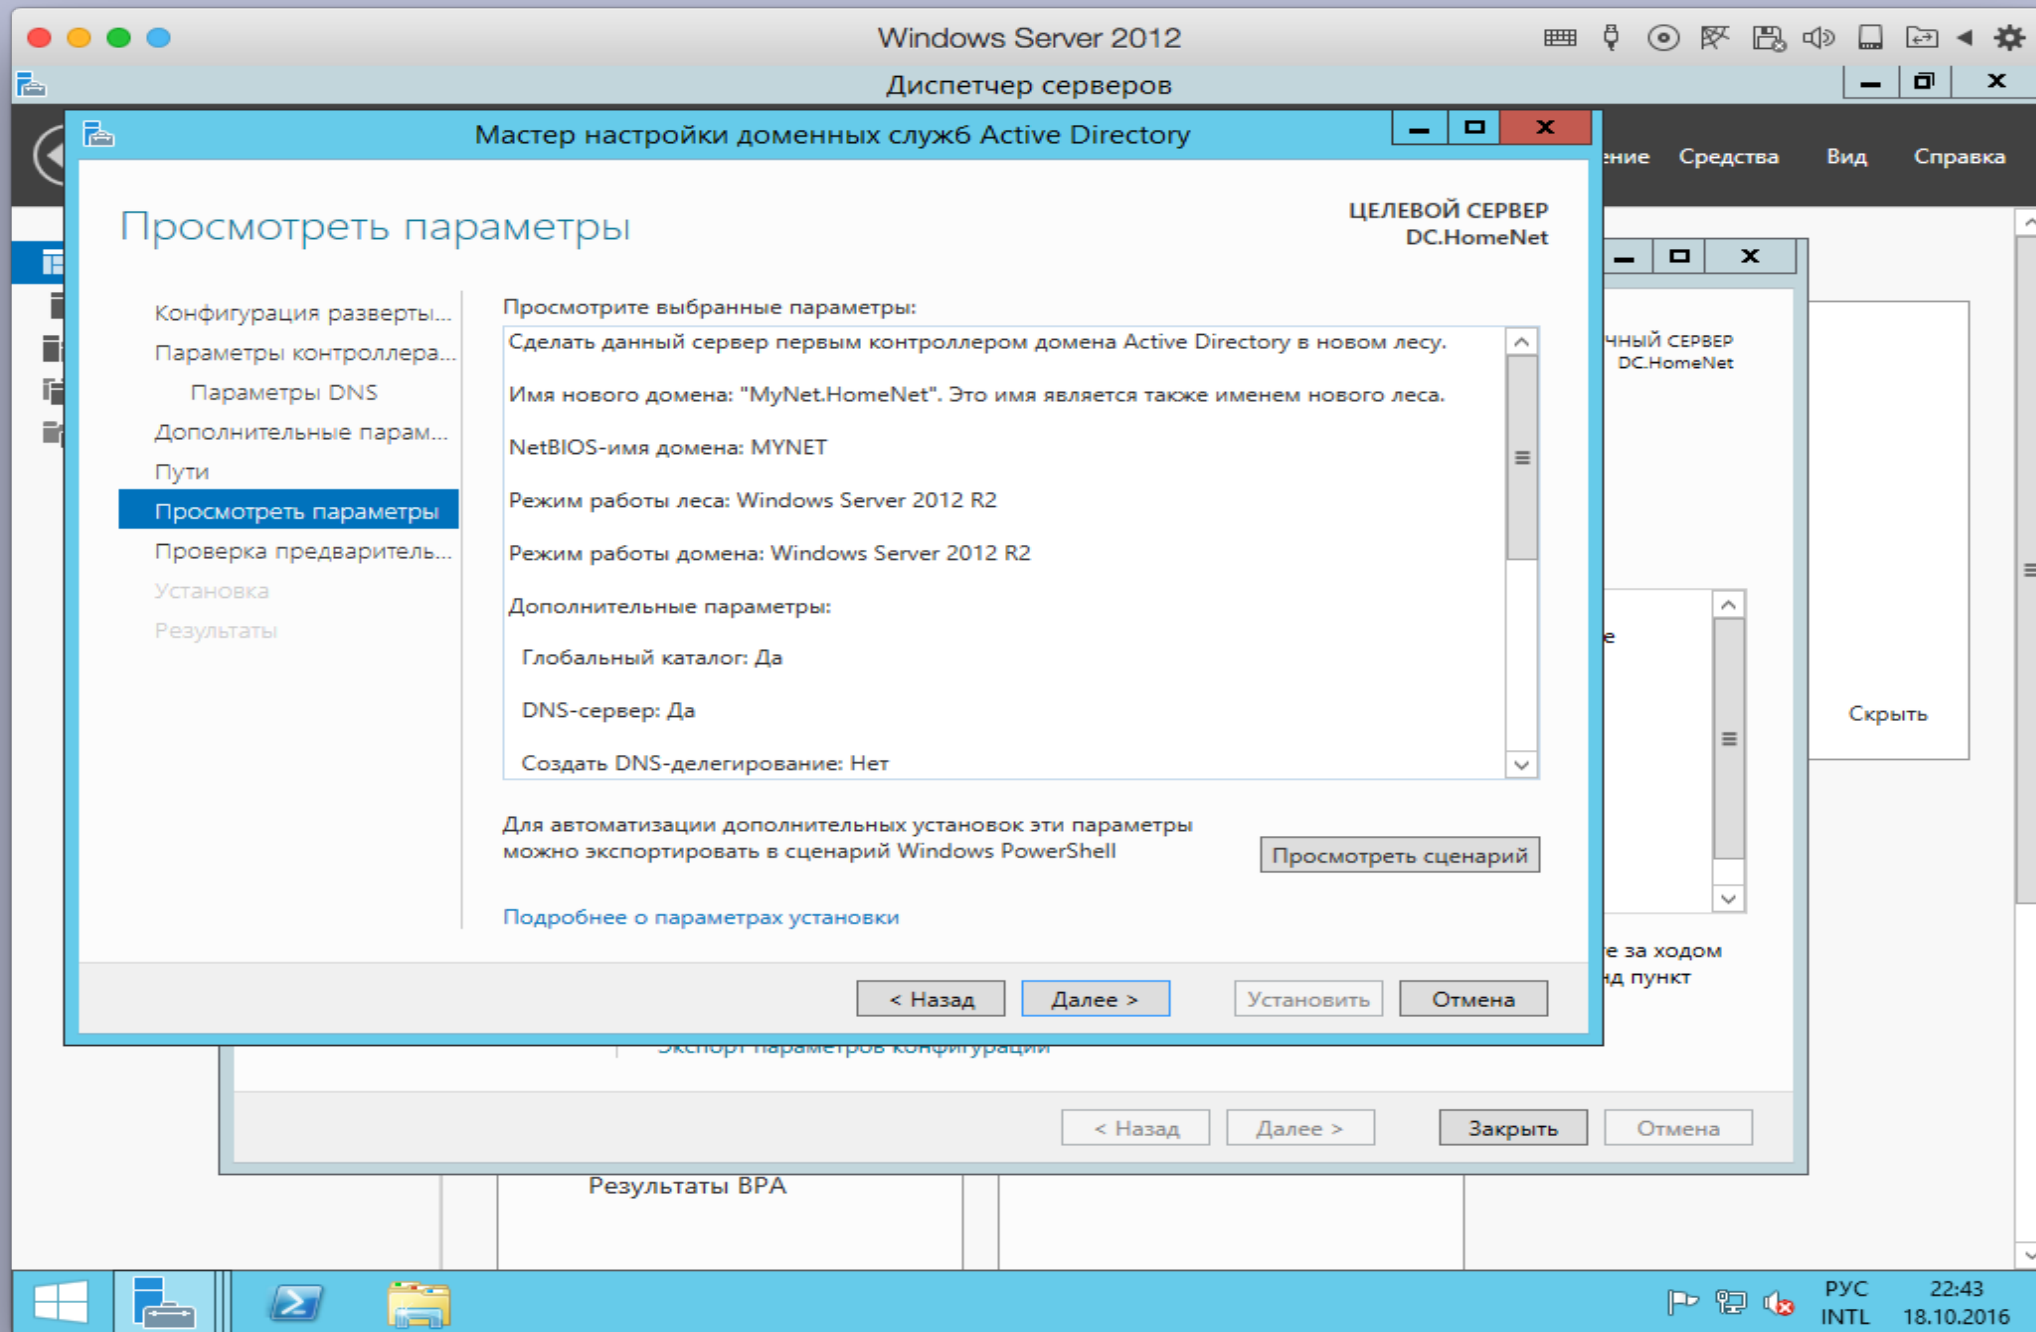 Windows Server 2012
Диспетчер серверов
Мастер настройки доменных служб Active Directory
ение Средства Вид Справка
Просмотреть параметры
ЦЕЛЕВОЙ СЕРВЕР
DC.HomeNet
Конфигурация разверты...
Параметры контроллера...
Параметры DNS
Дополнительные парам...
Пути
Просмотреть параметры
Проверка предваритель...
Установка
Результаты
Просмотрите выбранные параметры:
Сделать данный сервер первым контроллером домена Active Directory в новом лесу.
Имя нового домена: "MyNet.HomeNet". Это имя является также именем нового леса.
NetBIOS-имя домена: MYNET
Режим работы леса: Windows Server 2012 R2
Режим работы домена: Windows Server 2012 R2
Дополнительные параметры:
Глобальный каталог: Да
DNS-сервер: Да
Создать DNS-делегирование: Нет
Для автоматизации дополнительных установок эти параметры
можно экспортировать в сценарий Windows PowerShell
Просмотреть сценарий
Подробнее о параметрах установки
< Назад Далее > Установить Отмена
чный СЕРВЕР
DC.HomeNet
е
Скрыть
е за ходом
нд пункт
Экспорт параметров конфигурации
< Назад Далее > Закрыть Отмена
Результаты BPA
РУС
INTL
22:43
18.10.2016